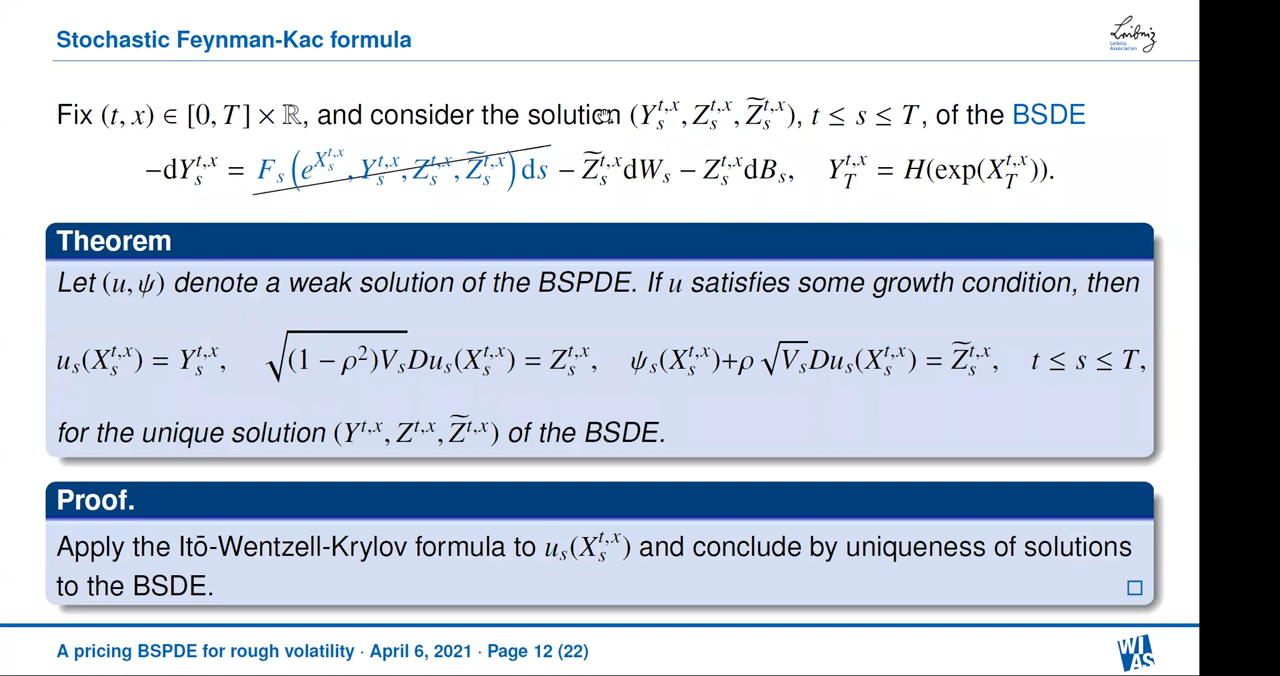 Stochastic Feynman-Kac formula
Leibniz
Leibniz
Association
Fix (t, x) ∈ [0, T] × ℝ, and consider the solution (Y_s^{t,x}, Z_s^{t,x}, Z̃_s^{t,x}), t ≤ s ≤ T, of the BSDE
−dY_s^{t,x} = F_s(e^{X_s^{t,x}}, Y_s^{t,x}, Z_s^{t,x}, Z̃_s^{t,x})ds − Z̃_s^{t,x}dW_s − Z_s^{t,x}dB_s, Y_T^{t,x} = H(exp(X_T^{t,x})).
Theorem
Let (u, ψ) denote a weak solution of the BSPDE. If u satisfies some growth condition, then
u_s(X_s^{t,x}) = Y_s^{t,x}, √((1 − ρ²)V_s)Du_s(X_s^{t,x}) = Z_s^{t,x}, ψ_s(X_s^{t,x})+ρ√(V_s)Du_s(X_s^{t,x}) = Z̃_s^{t,x}, t ≤ s ≤ T,
for the unique solution (Y^{t,x}, Z^{t,x}, Z̃^{t,x}) of the BSDE.
Proof.
Apply the Itō-Wentzell-Krylov formula to u_s(X_s^{t,x}) and conclude by uniqueness of solutions
to the BSDE. □
A pricing BSPDE for rough volatility · April 6, 2021 · Page 12 (22)
WIAS